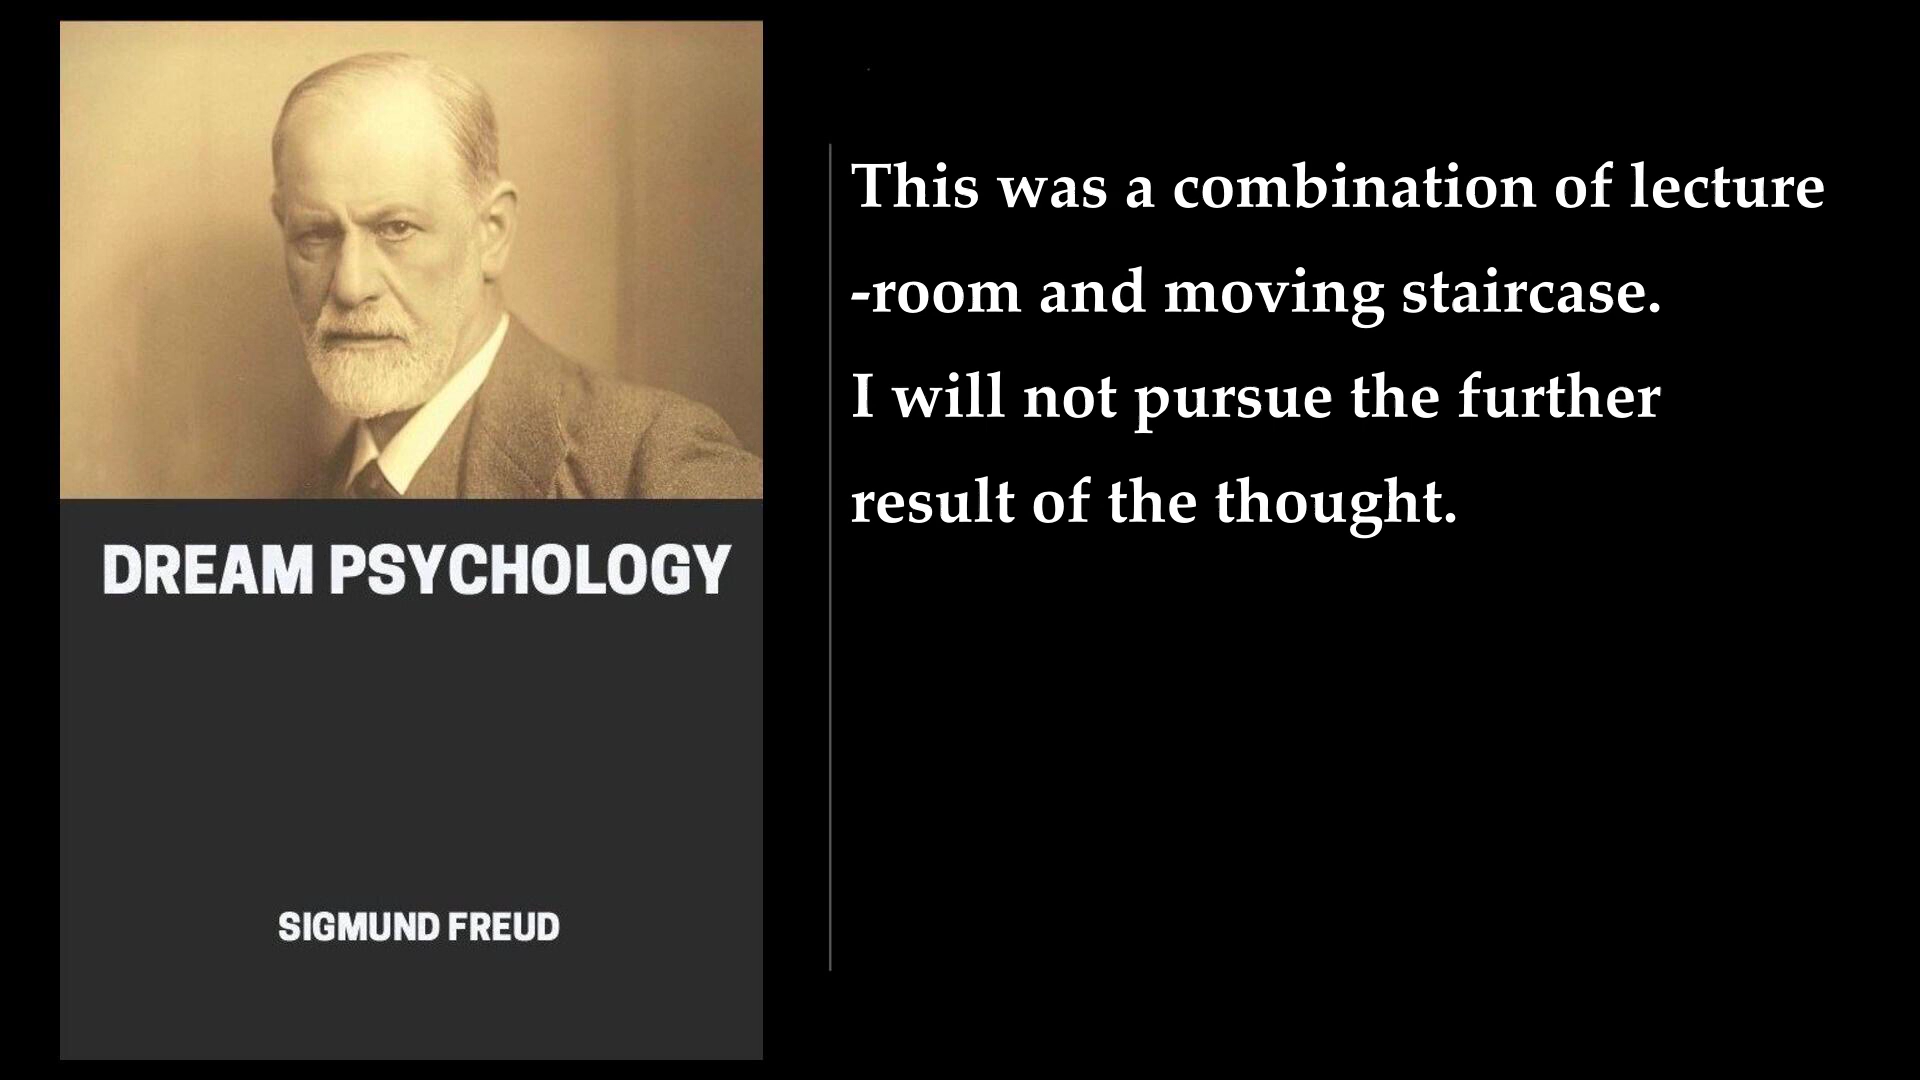 DREAM PSYCHOLOGY
SIGMUND FREUD
This was a combination of lecture
-room and moving staircase.
I will not pursue the further
result of the thought.